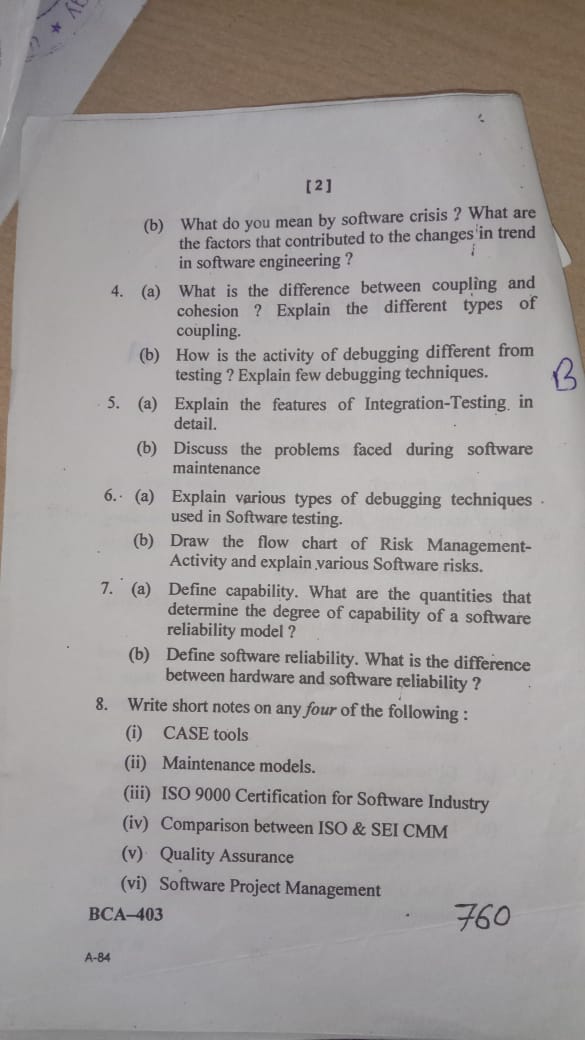 [2]
(b) What do you mean by software crisis ? What are
the factors that contributed to the changes in trend
in software engineering ?
4. (a) What is the difference between coupling and
cohesion ? Explain the different types of
coupling.
(b) How is the activity of debugging different from
testing ? Explain few debugging techniques.
B
5. (a) Explain the features of Integration-Testing in
detail.
(b) Discuss the problems faced during software
maintenance
6. (a) Explain various types of debugging techniques
used in Software testing.
(b) Draw the flow chart of Risk Management-
Activity and explain various Software risks.
7. (a) Define capability. What are the quantities that
determine the degree of capability of a software
reliability model ?
(b) Define software reliability. What is the difference
between hardware and software reliability ?
8. Write short notes on any four of the following :
(i) CASE tools
(ii) Maintenance models.
(iii) ISO 9000 Certification for Software Industry
(iv) Comparison between ISO & SEI CMM
(v) Quality Assurance
(vi) Software Project Management
BCA–403
760
A-84